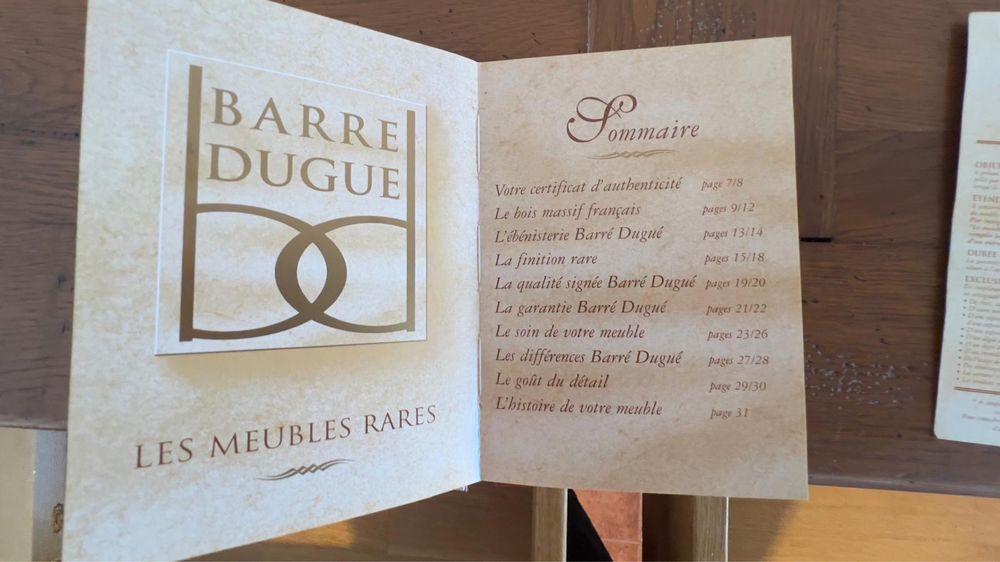 BARRE
DUGUE
LES MEUBLES RARES
Sommaire
Votre certificat d'authenticité page 7/8
Le bois massif français pages 9/12
L'ébénisterie Barré Dugué pages 13/14
La finition rare pages 15/18
La qualité signée Barré Dugué pages 19/20
La garantie Barré Dugué pages 21/22
Le soin de votre meuble pages 23/26
Les différences Barré Dugué pages 27/28
Le goût du détail page 29/30
L'histoire de votre meuble page 31